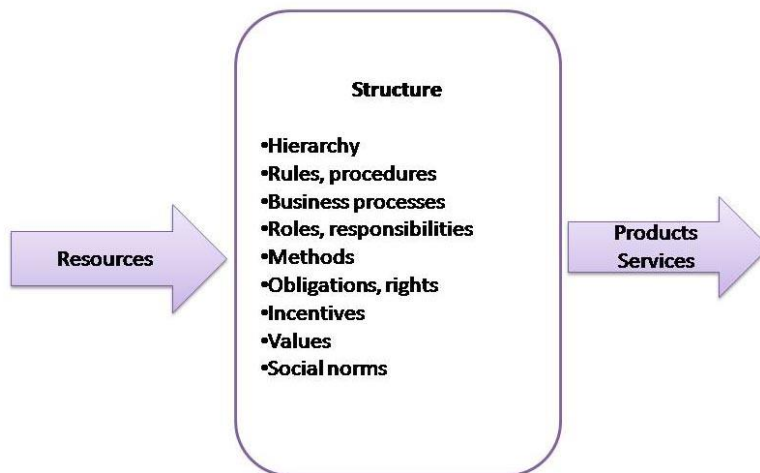 Structure
•Hierarchy
•Rules, procedures
•Business processes
•Roles, responsibilities
•Methods
•Obligations, rights
•Incentives
•Values
•Social norms
Resources
Products
Services